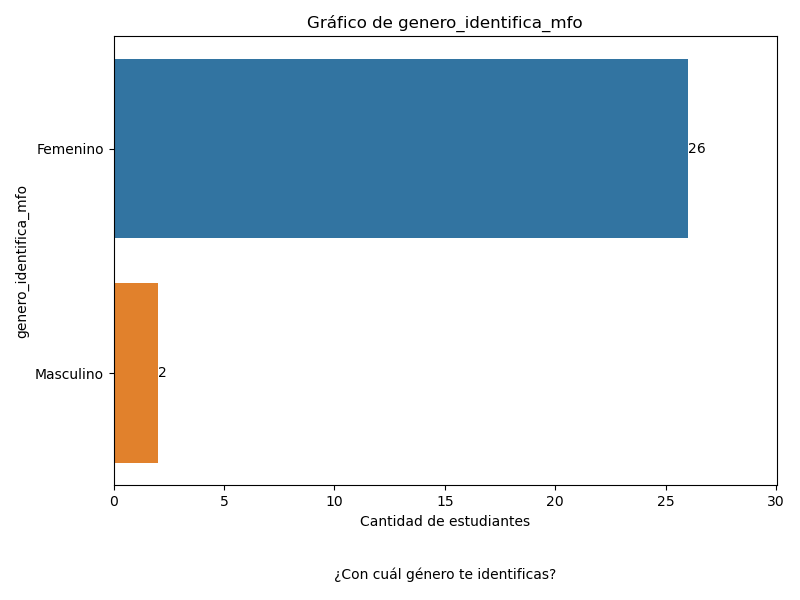 Gráfico de genero_identifica_mfo
Femenino
26
genero_identifica_mfo
Masculino
2
0 5 10 15 20 25 30
Cantidad de estudiantes
¿Con cuál género te identificas?